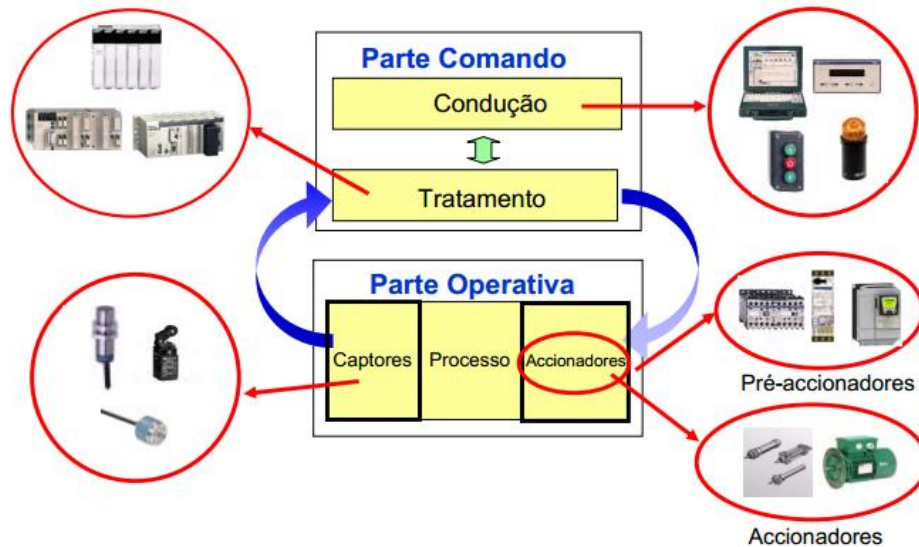 Parte Comando
Condução
Tratamento
Parte Operativa
Captores
Processo
Accionadores
Pré-accionadores
Accionadores